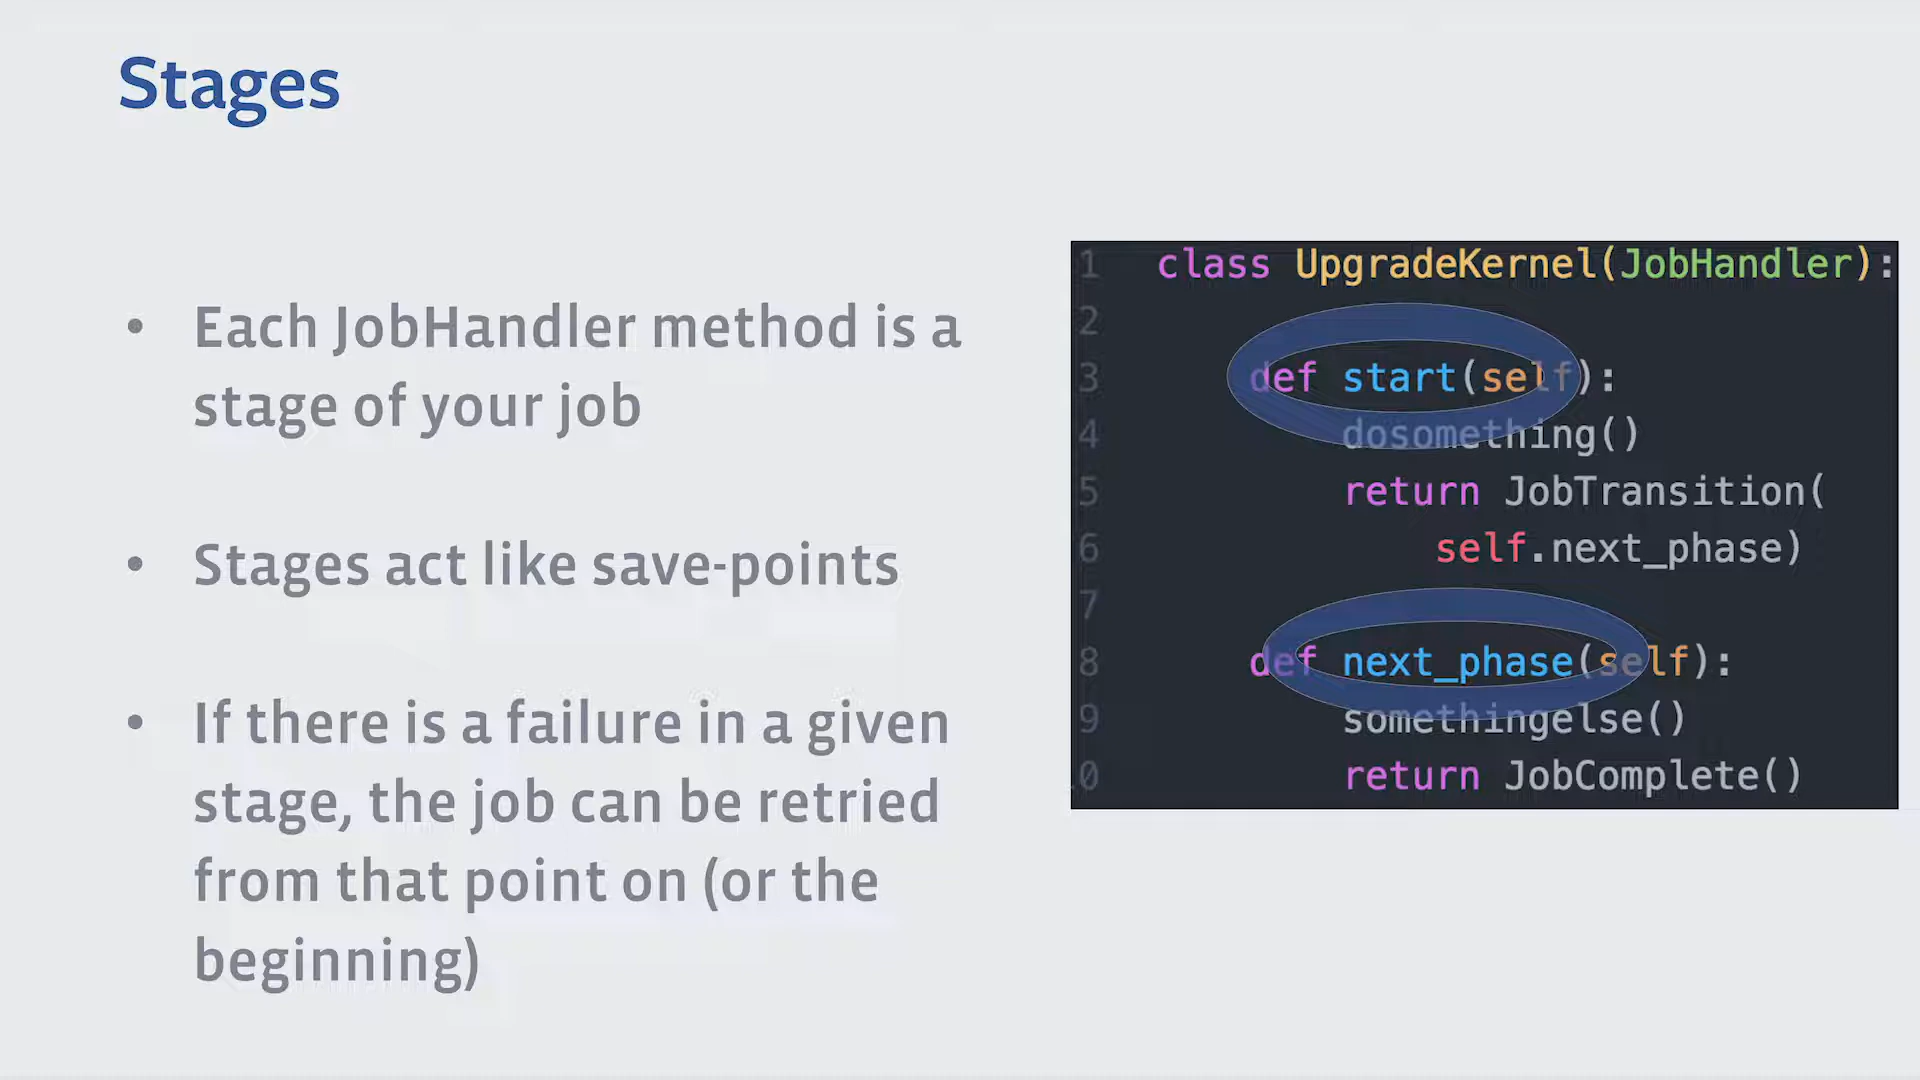 Stages
• Each JobHandler method is a
stage of your job
• Stages act like save-points
• If there is a failure in a given
stage, the job can be retried
from that point on (or the
beginning)
1 class UpgradeKernel(JobHandler):
2
3 def start(self):
4 dosomething()
5 return JobTransition(
6 self.next_phase)
7
8 def next_phase(self):
9 somethingelse()
0 return JobComplete()